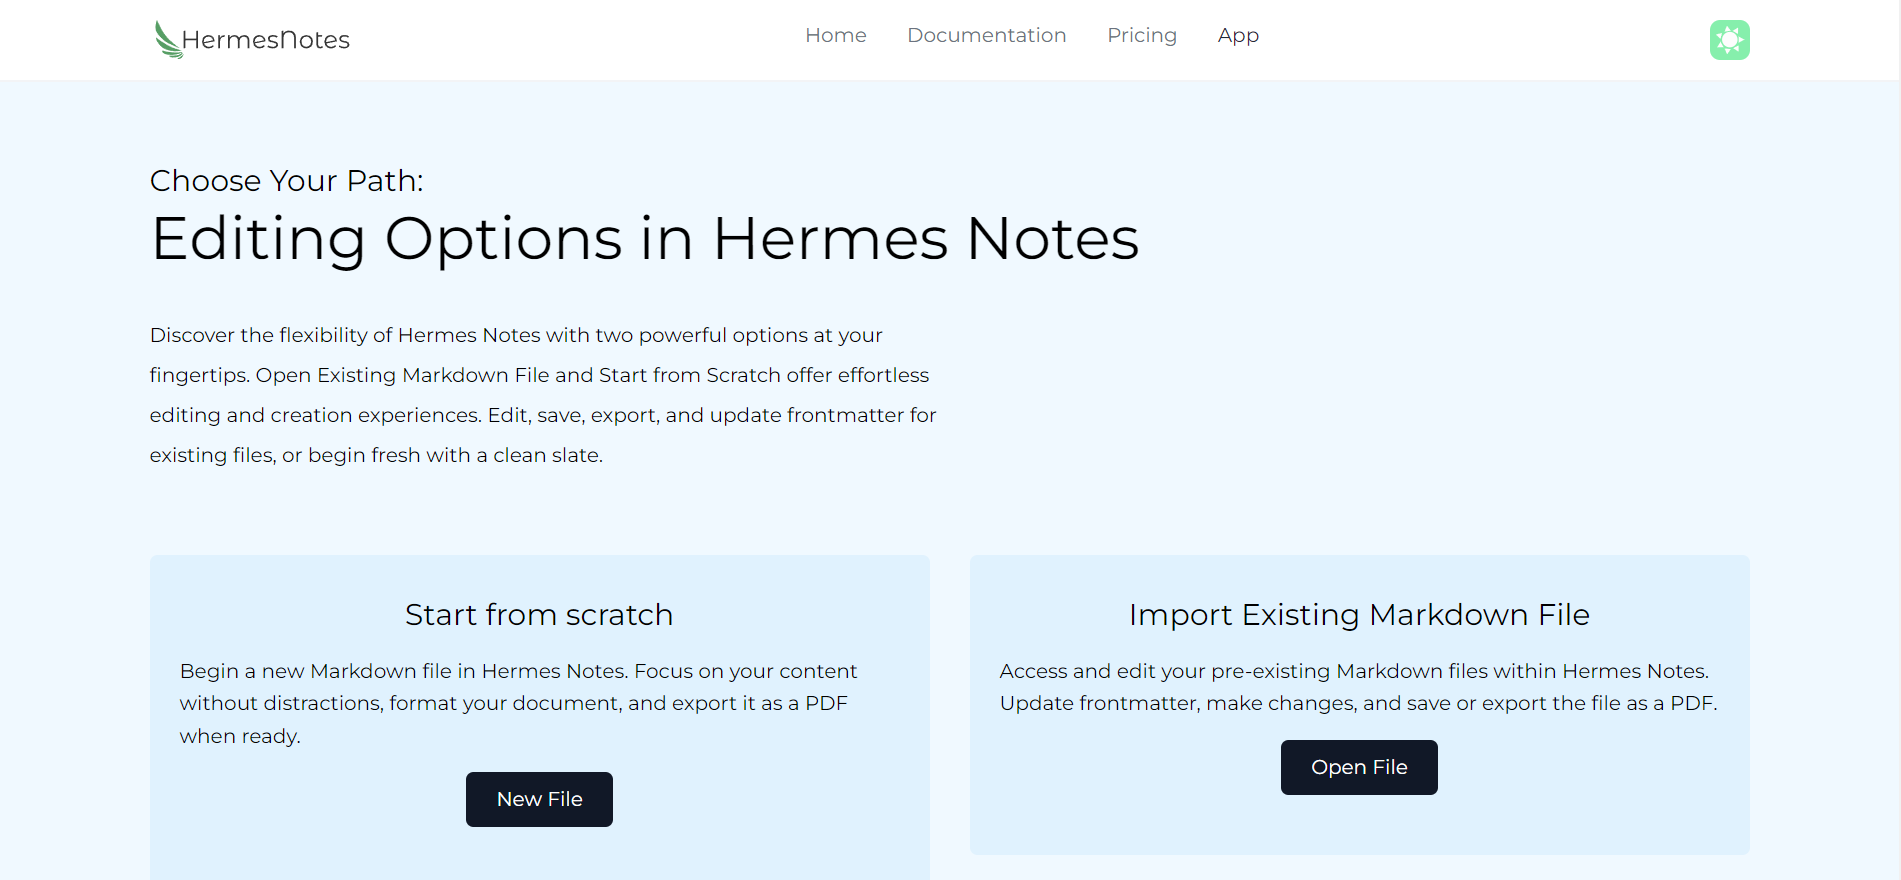 HermesNotes
Home Documentation Pricing App
Choose Your Path:
Editing Options in Hermes Notes
Discover the flexibility of Hermes Notes with two powerful options at your
fingertips. Open Existing Markdown File and Start from Scratch offer effortless
editing and creation experiences. Edit, save, export, and update frontmatter for
existing files, or begin fresh with a clean slate.
Start from scratch
Begin a new Markdown file in Hermes Notes. Focus on your content
without distractions, format your document, and export it as a PDF
when ready.
New File
Import Existing Markdown File
Access and edit your pre-existing Markdown files within Hermes Notes.
Update frontmatter, make changes, and save or export the file as a PDF.
Open File